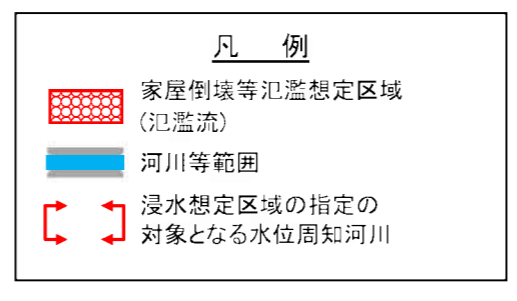 凡　例
家屋倒壊等氾濫想定区域
(氾濫流)
河川等範囲
浸水想定区域の指定の
対象となる水位周知河川